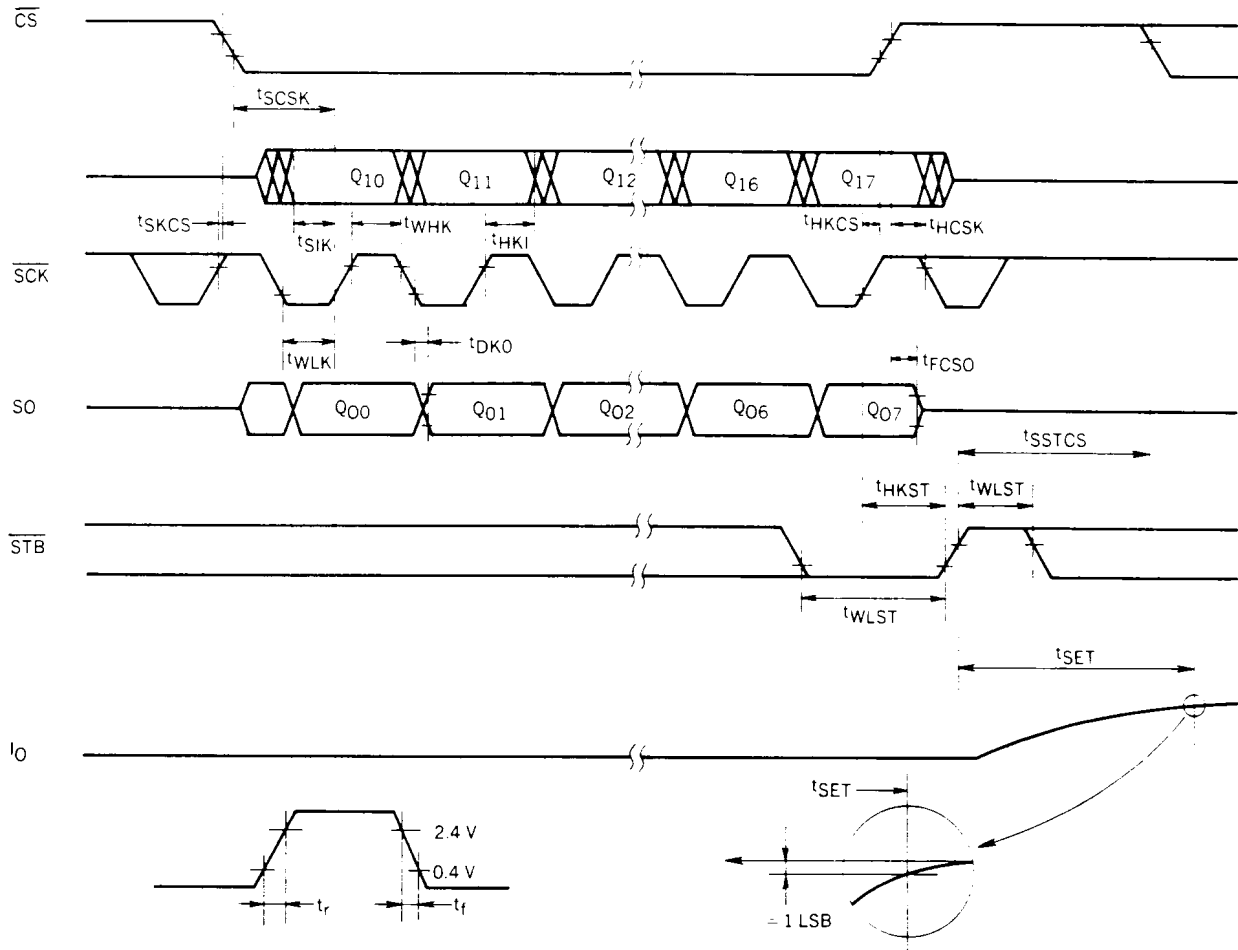 CS
tSCSK
Q10 Q11 Q12 Q16 Q17
tSKCS tSIK tWHK tHKI tHKCS tHCSK
SCK
tWLK tDKO tFCSO
SO Q00 Q01 Q02 Q06 Q07
tSSTCS
tHKST tWLST
STB
tWLST
tSET
IO
tSET
2.4 V
0.4 V
tr tf
1 LSB